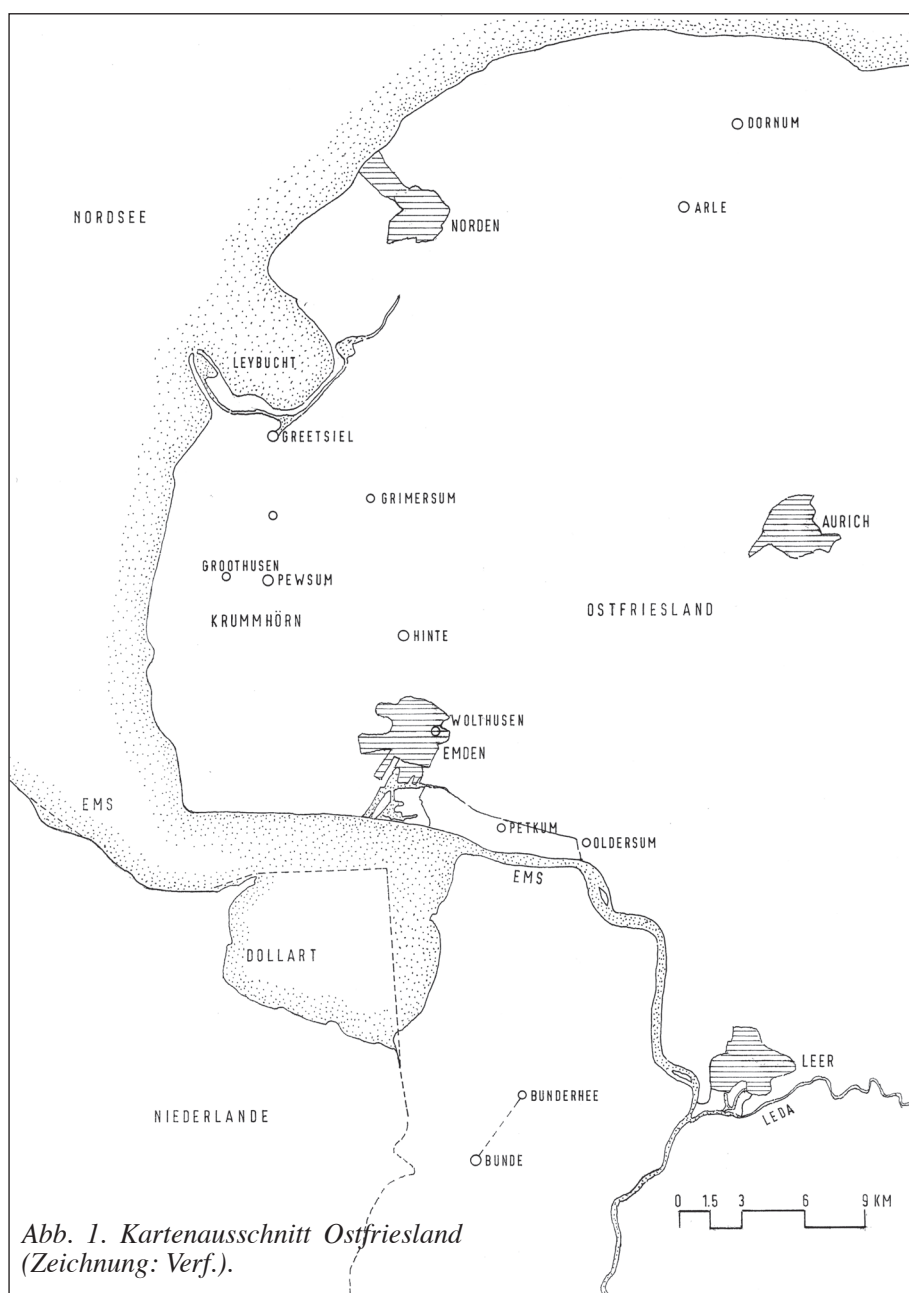 DORNUM
ARLE
NORDSEE
NORDEN
LEYBUCHT
GREETSIEL
GRIMERSUM
AURICH
GROOTHUSEN
PEWSUM
OSTFRIESLAND
KRUMMHÖRN
HINTE
WOLTHUSEN
EMDEN
EMS
PETKUM
OLDERSUM
EMS
DOLLART
LEER
BUNDERHEE
LEDA
NIEDERLANDE
BUNDE
0 1.5 3 6 9 KM
Abb. 1. Kartenausschnitt Ostfriesland
(Zeichnung: Verf.).